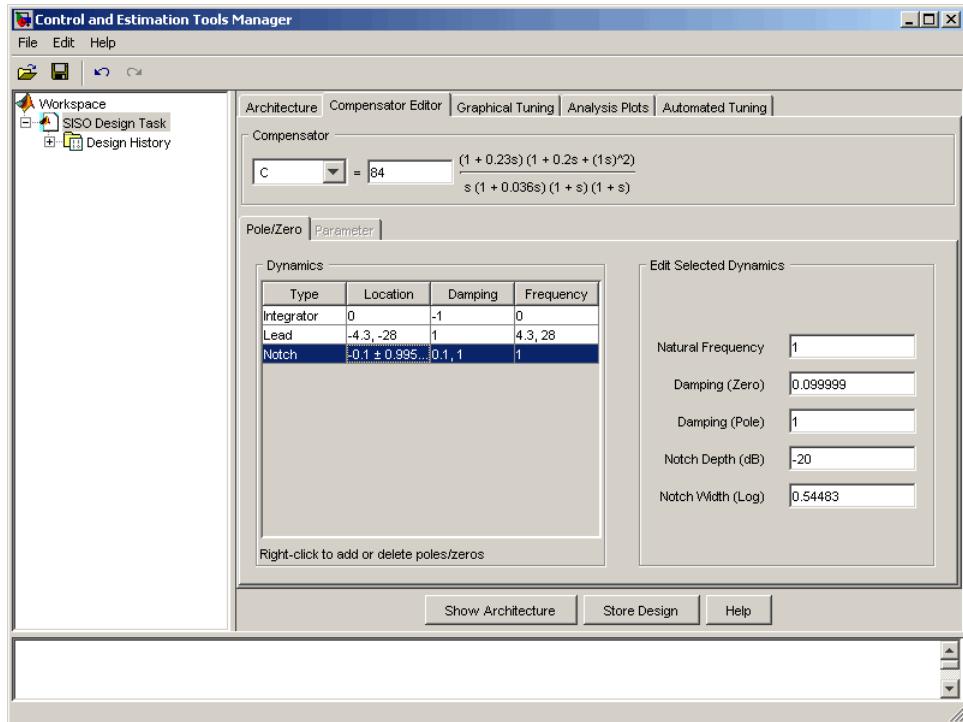 Control and Estimation Tools Manager
File Edit Help
Workspace
SISO Design Task
Design History
Architecture Compensator Editor Graphical Tuning Analysis Plots Automated Tuning
Compensator
C = 84
(1 + 0.23s) (1 + 0.2s + (1s)^2)
s (1 + 0.036s) (1 + s) (1 + s)
Pole/Zero Parameter
Dynamics
Type Location Damping Frequency
Integrator 0 -1 0
Lead -4.3, -28 1 4.3, 28
Notch -0.1 ± 0.995... 0.1, 1 1
Right-click to add or delete poles/zeros
Edit Selected Dynamics
Natural Frequency 1
Damping (Zero) 0.099999
Damping (Pole) 1
Notch Depth (dB) -20
Notch Width (Log) 0.54483
Show Architecture Store Design Help